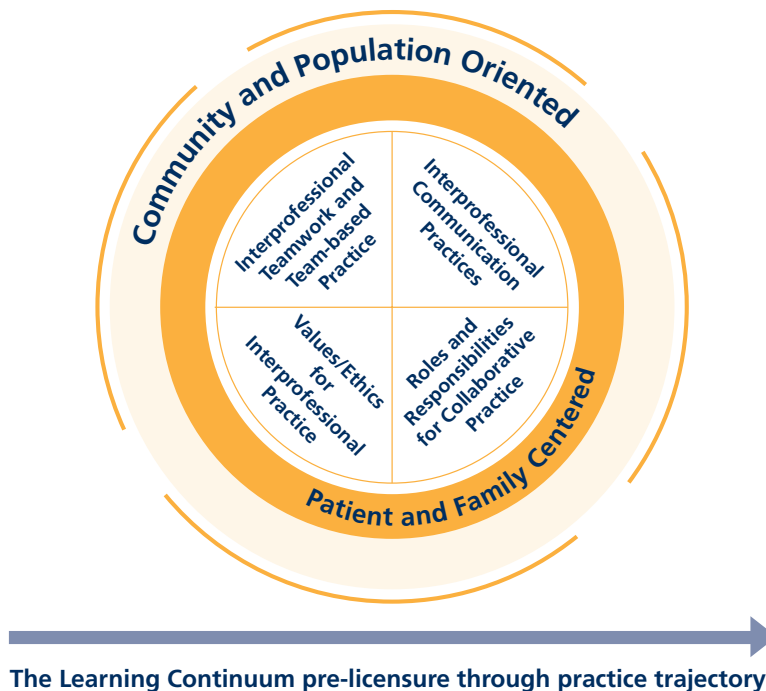 Community and Population Oriented
Interprofessional
Teamwork and
Team-based
Practice
Interprofessional
Communication
Practices
Values/Ethics
for
Interprofessional
Practice
Roles and
Responsibilities
for Collaborative
Practice
Patient and Family Centered
The Learning Continuum pre-licensure through practice trajectory